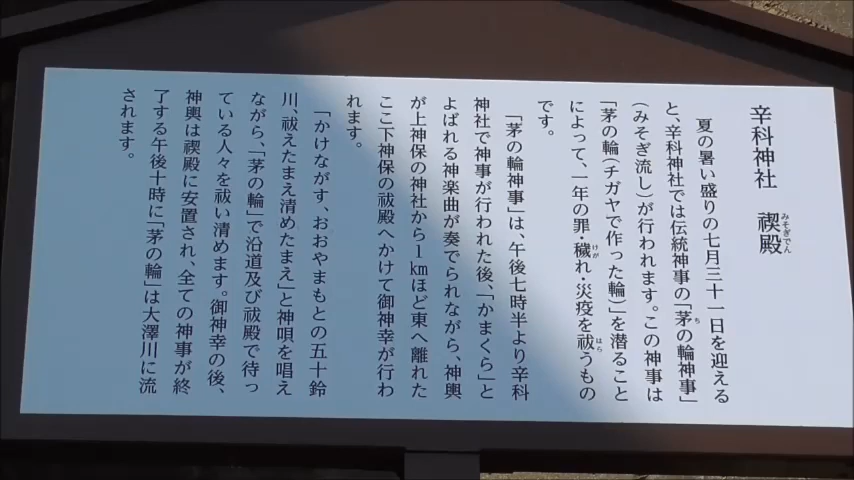 辛科神社　禊殿
みそぎでん
夏の暑い盛りの七月三十一日を迎える
と、辛科神社では伝統神事の「茅の輪神事」
ち
(みそぎ流し)が行われます。この神事は
「茅の輪(チガヤで作った輪)」を潜ること
によって、一年の罪・穢れ・災疫を祓うもの
けが
はら
です。
「茅の輪神事」は、午後七時半より辛科
神社で神事が行われた後、「かまくら」と
よばれる神楽曲が奏でられながら、神輿
が上神保の神社から1kmほど東へ離れた
ここ下神保の祓殿へかけて御神幸が行わ
れます。
「かけながす、おおやまもとの五十鈴
川、祓えたまえ清めたまえ」と神唄を唱え
ながら、「茅の輪」で沿道及び祓殿で待っ
ている人々を祓い清めます。御神幸の後、
神輿は禊殿に安置され、全ての神事が終
了する午後十時に「茅の輪」は大澤川に流
されます。